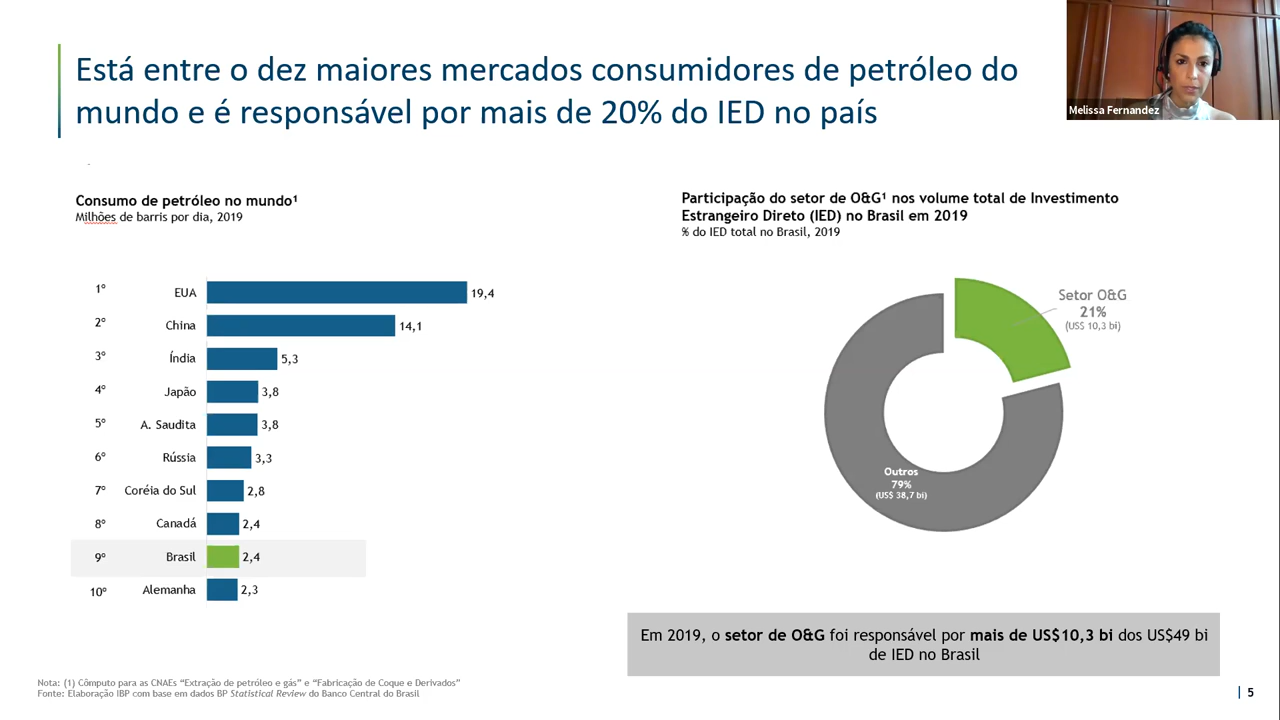 Está entre o dez maiores mercados consumidores de petróleo do
mundo e é responsável por mais de 20% do IED no país
Melissa Fernandez
Consumo de petróleo no mundo¹
Milhões de barris por dia, 2019
1º EUA 19,4
2º China 14,1
3º Índia 5,3
4º Japão 3,8
5º A. Saudita 3,8
6º Rússia 3,3
7º Coréia do Sul 2,8
8º Canadá 2,4
9º Brasil 2,4
10º Alemanha 2,3
Participação do setor de O&G¹ nos volume total de Investimento
Estrangeiro Direto (IED) no Brasil em 2019
% do IED total no Brasil, 2019
Setor O&G
21%
(US$ 10,3 bi)
Outros
79%
(US$ 38,7 bi)
Em 2019, o setor de O&G foi responsável por mais de US$10,3 bi dos US$49 bi
de IED no Brasil
Nota: (1) Cômputo para as CNAEs “Extração de petróleo e gás” e “Fabricação de Coque e Derivados”
Fonte: Elaboração IBP com base em dados BP Statistical Review do Banco Central do Brasil
5